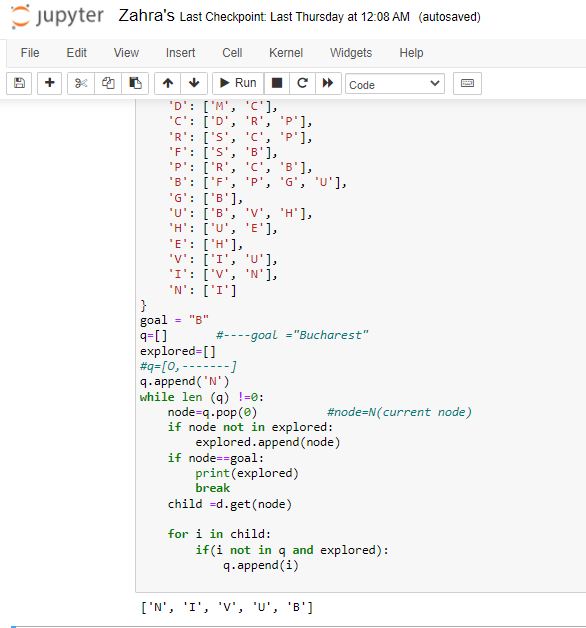 jupyter Zahra's Last Checkpoint: Last Thursday at 12:08 AM (autosaved)
File Edit View Insert Cell Kernel Widgets Help
Run Code
'D': ['M', 'C'],
'C': ['D', 'R', 'P'],
'R': ['S', 'C', 'P'],
'F': ['S', 'B'],
'P': ['R', 'C', 'B'],
'B': ['F', 'P', 'G', 'U'],
'G': ['B'],
'U': ['B', 'V', 'H'],
'H': ['U', 'E'],
'E': ['H'],
'V': ['I', 'U'],
'I': ['V', 'N'],
'N': ['I']
}
goal = "B"
q=[] #----goal ="Bucharest"
explored=[]
#q=[O,-------]
q.append('N')
while len (q) !=0:
node=q.pop(0) #node=N(current node)
if node not in explored:
explored.append(node)
if node==goal:
print(explored)
break
child =d.get(node)
for i in child:
if(i not in q and explored):
q.append(i)
['N', 'I', 'V', 'U', 'B']